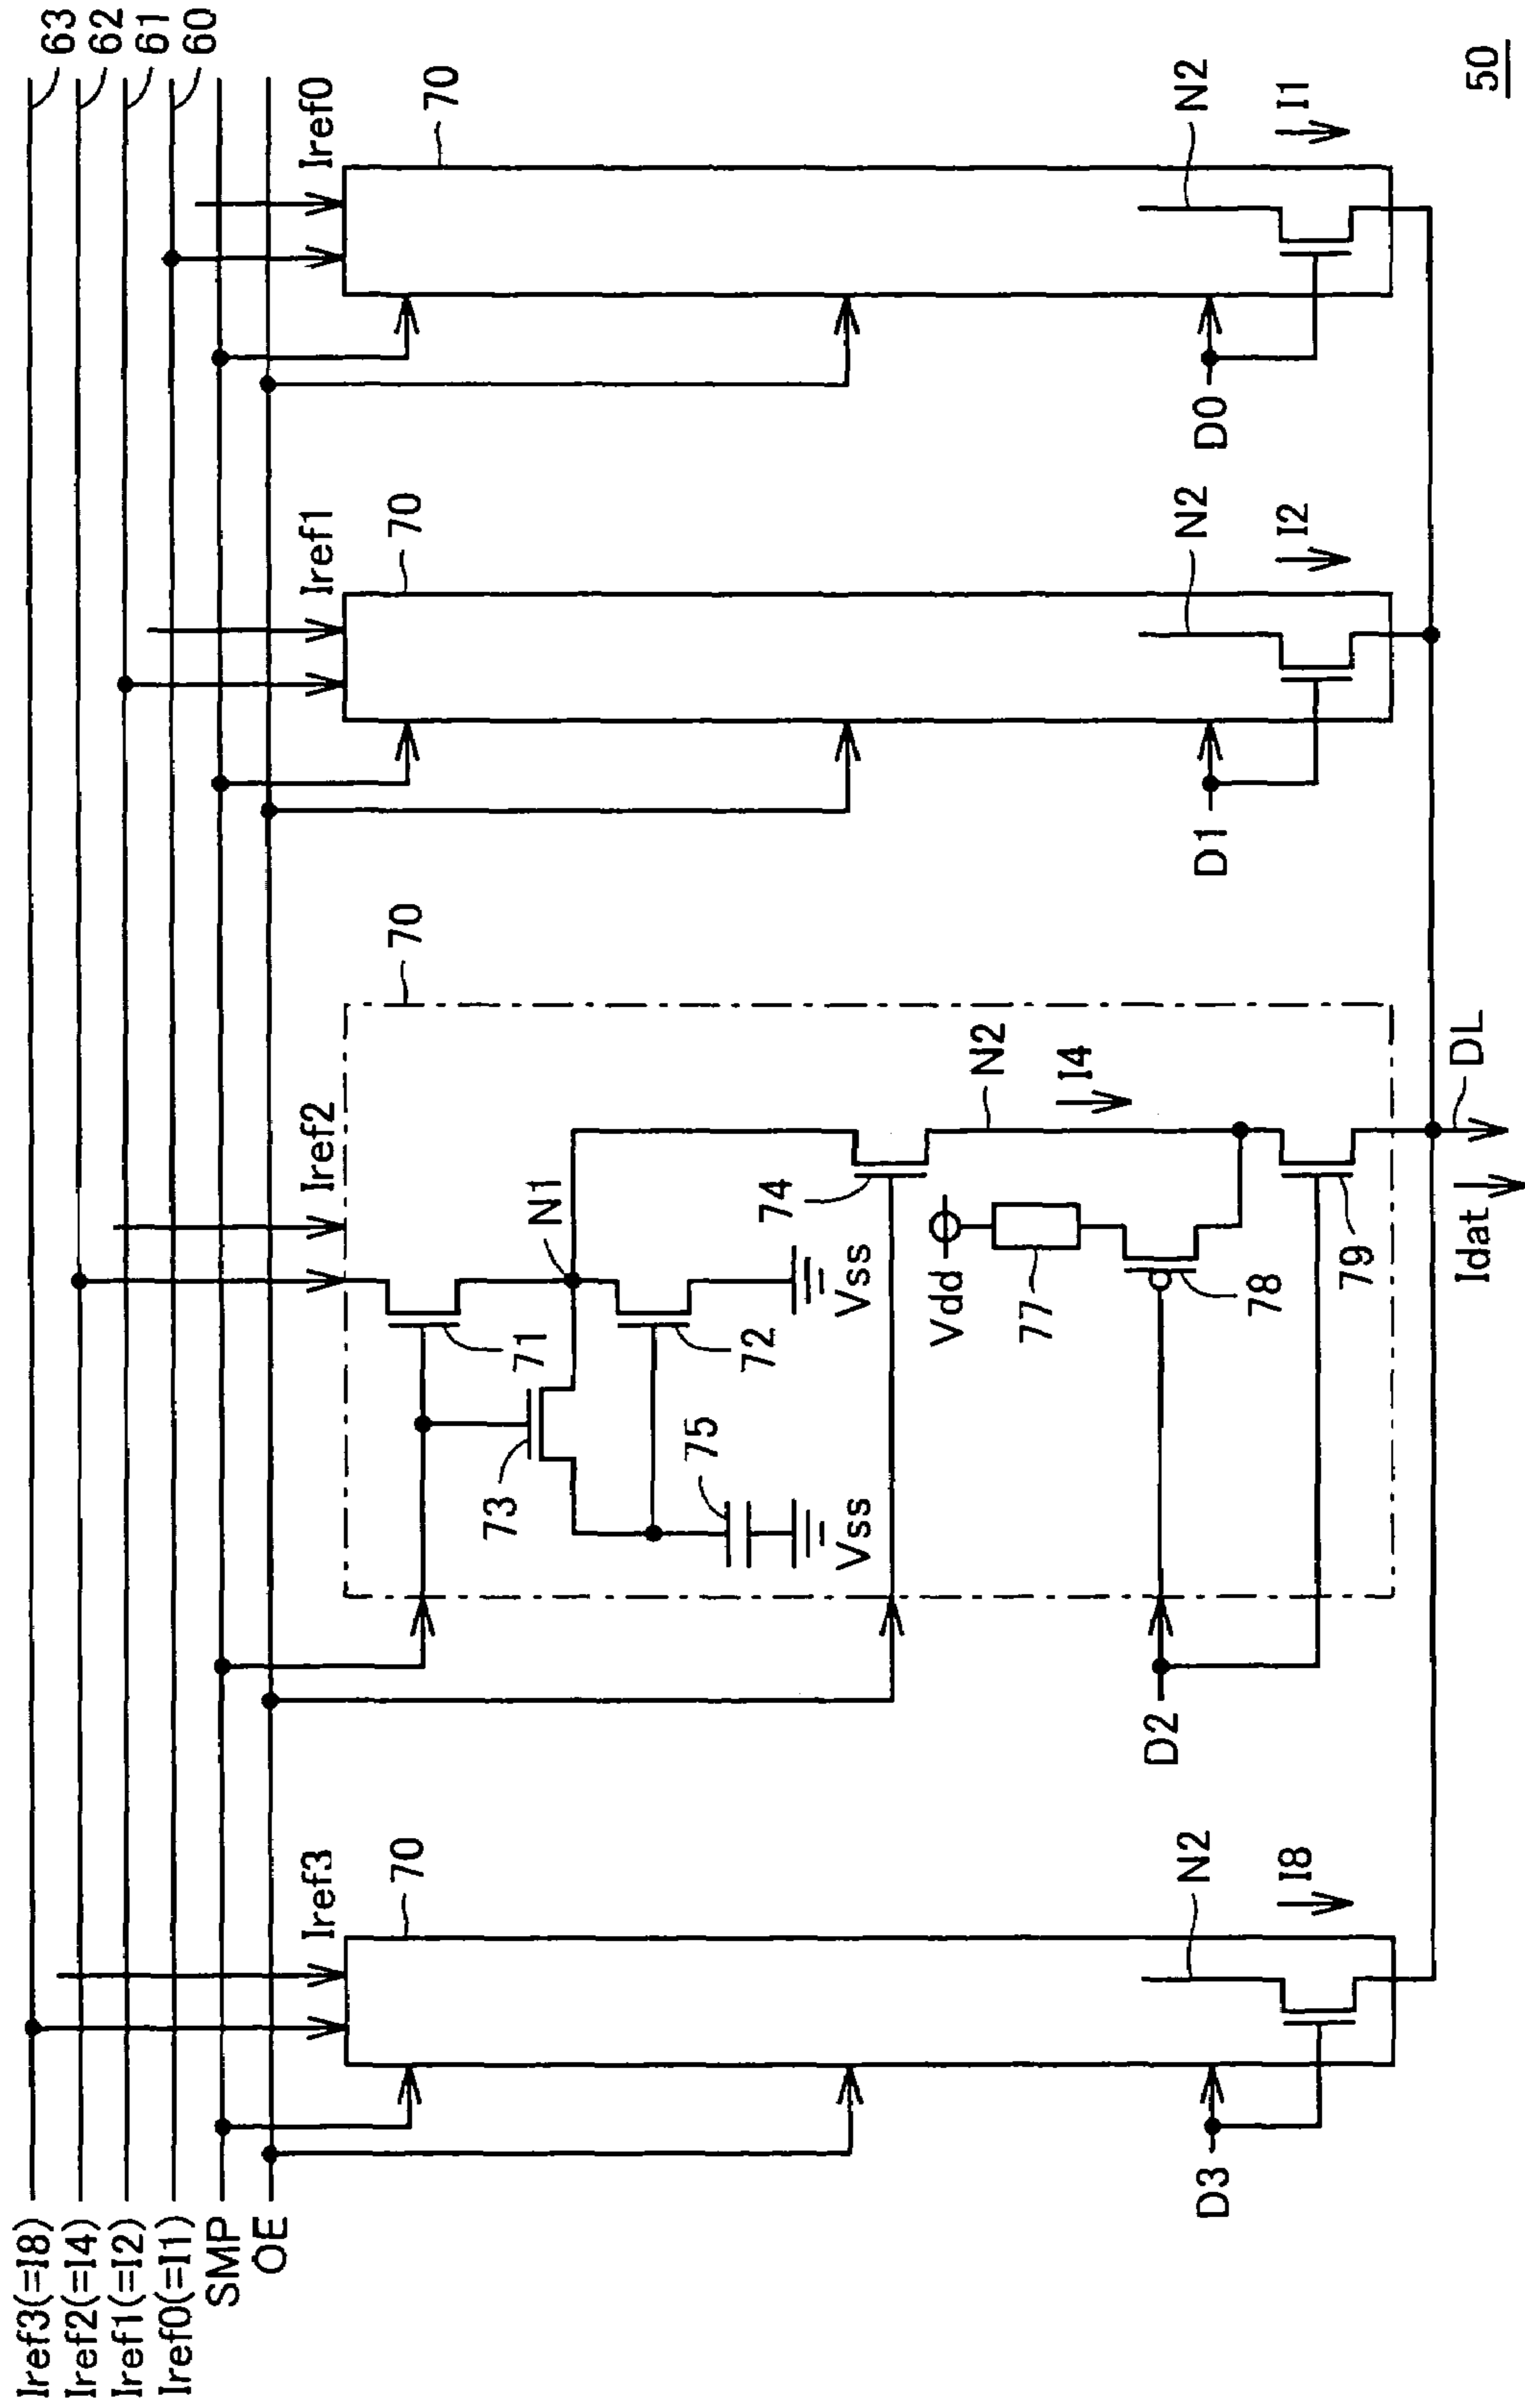 Iref3(=I8)
Iref2(=I4)
Iref1(=I2)
Iref0(=I1)
SMP
OE
63
62
61
60
Iref3
Iref2
Iref1
Iref0
70
70
70
70
71
N1
73
72
75
Vss
Vss
74
N2
I4
Vdd
77
78
79
D3
D2
D1
D0
N2
I8
N2
I2
N2
I1
Idat
DL
50